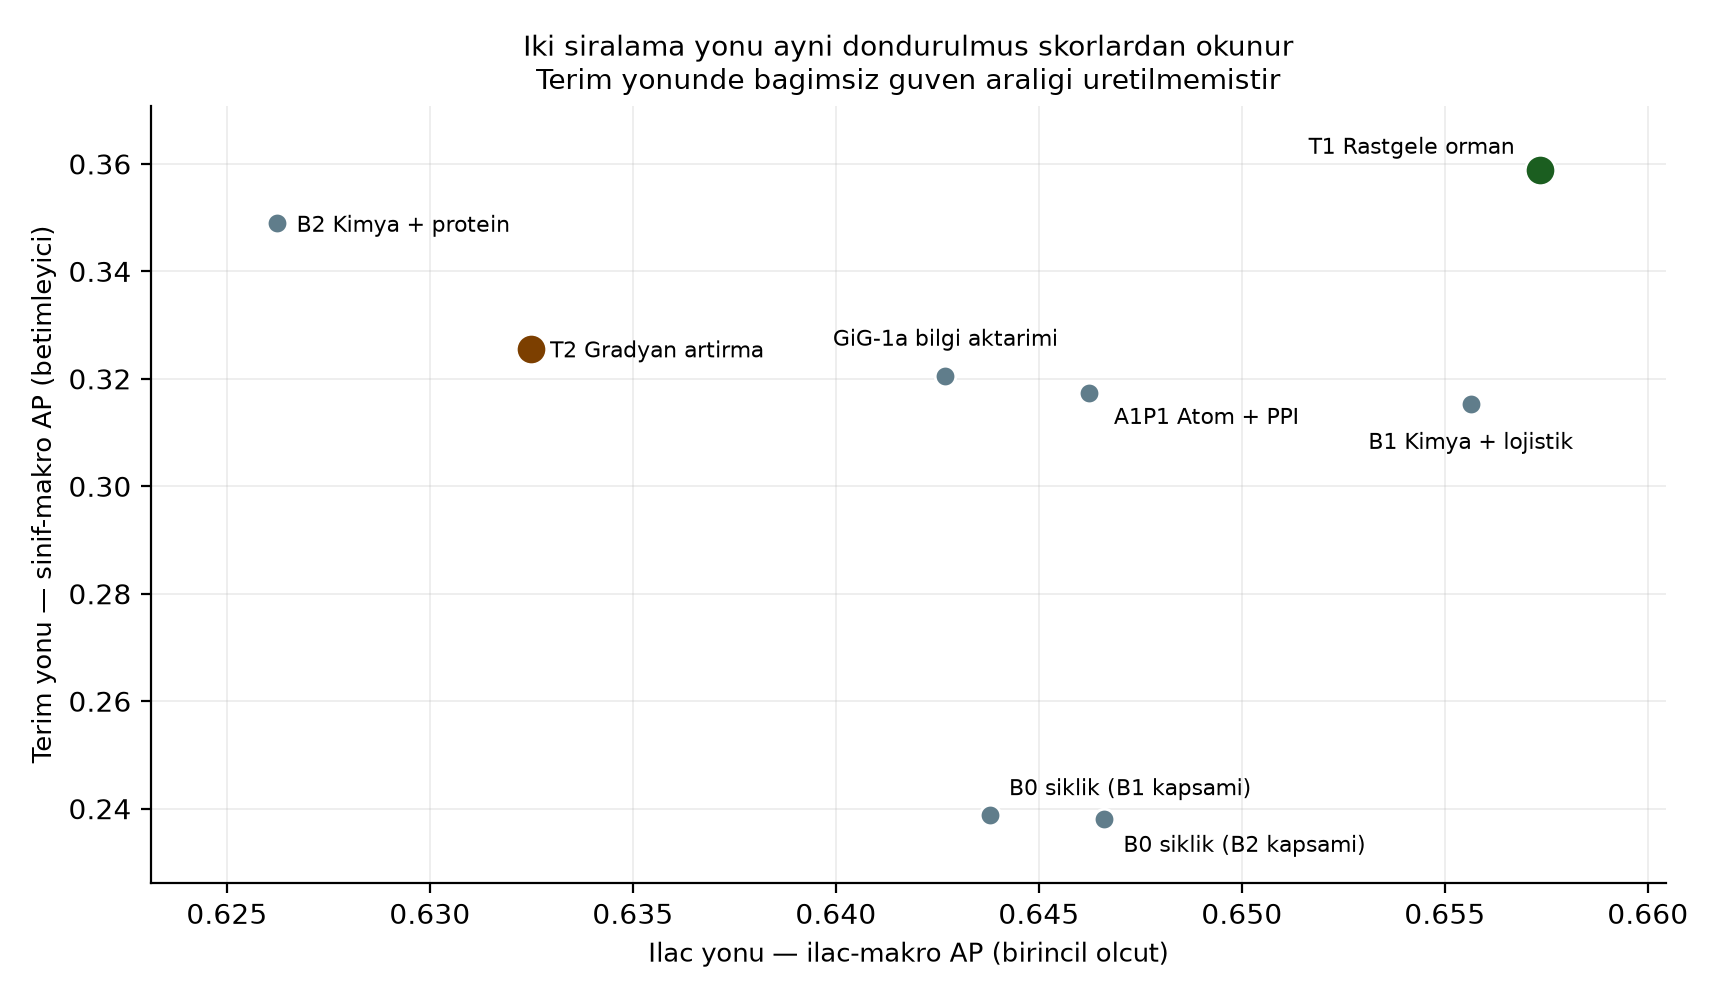 Iki siralama yonu ayni dondurulmus skorlardan okunur
Terim yonunde bagimsiz guven araligi uretilmemistir
Terim yonu — sinif-makro AP (betimleyici)
0.36
0.34
0.32
0.30
0.28
0.26
0.24
T1 Rastgele orman
B2 Kimya + protein
T2 Gradyan artirma
GiG-1a bilgi aktarimi
A1P1 Atom + PPI
B1 Kimya + lojistik
B0 siklik (B1 kapsami)
B0 siklik (B2 kapsami)
0.625 0.630 0.635 0.640 0.645 0.650 0.655 0.660
Ilac yonu — ilac-makro AP (birincil olcut)